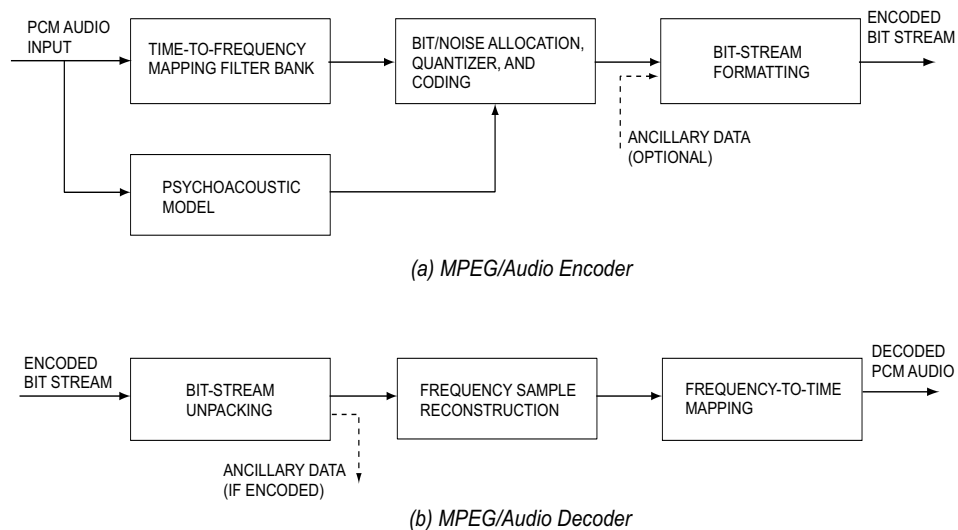 PCM AUDIO
INPUT
TIME-TO-FREQUENCY
MAPPING FILTER BANK
BIT/NOISE ALLOCATION,
QUANTIZER, AND
CODING
BIT-STREAM
FORMATTING
ENCODED
BIT STREAM
ANCILLARY DATA
(OPTIONAL)
PSYCHOACOUSTIC
MODEL
(a) MPEG/Audio Encoder
ENCODED
BIT STREAM
BIT-STREAM
UNPACKING
FREQUENCY SAMPLE
RECONSTRUCTION
FREQUENCY-TO-TIME
MAPPING
DECODED
PCM AUDIO
ANCILLARY DATA
(IF ENCODED)
(b) MPEG/Audio Decoder